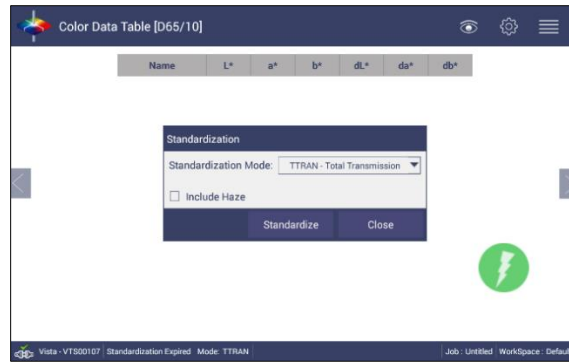 Color Data Table [D65/10]
Name L* a* b* dL* da* db*
Standardization
Standardization Mode: TTRAN - Total Transmission
Include Haze
Standardize Close
Vista - VTS00107 Standardization Expired Mode: TTRAN Job : Untitled WorkSpace : Defaul